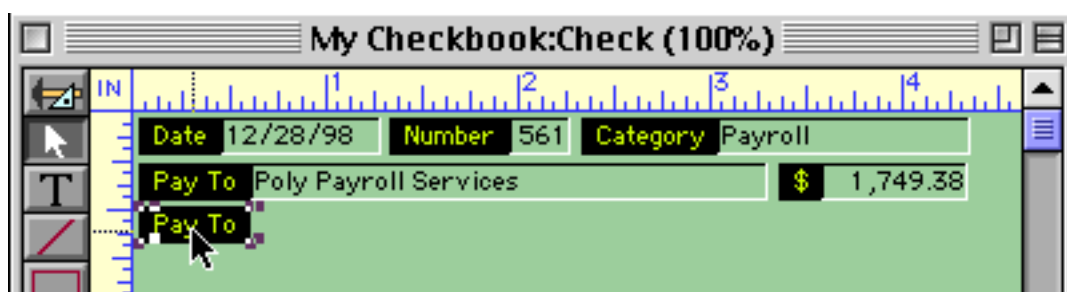 My Checkbook:Check (100%)
IN 1 2 3 4
Date 12/28/98 Number 561 Category Payroll
T Pay To Poly Payroll Services $ 1,749.38
Pay To